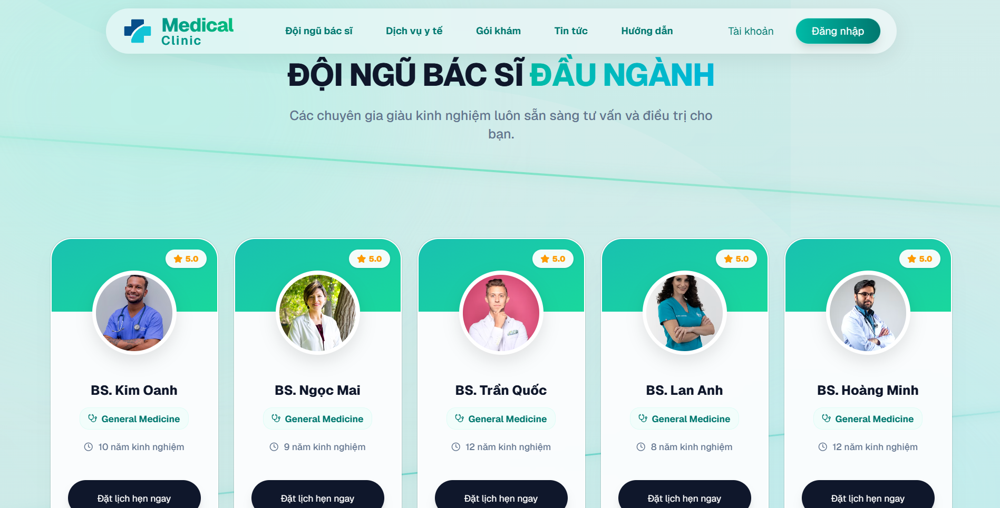 Medical
Clinic
Đội ngũ bác sĩ
Dịch vụ y tế
Gói khám
Tin tức
Hướng dẫn
Tài khoản
Đăng nhập
ĐỘI NGŨ BÁC SĨ ĐẦU NGÀNH
Các chuyên gia giàu kinh nghiệm luôn sẵn sàng tư vấn và điều trị cho
bạn.
5.0
BS. Kim Oanh
General Medicine
10 năm kinh nghiệm
Đặt lịch hẹn ngay
5.0
BS. Ngọc Mai
General Medicine
9 năm kinh nghiệm
Đặt lịch hẹn ngay
5.0
BS. Trần Quốc
General Medicine
12 năm kinh nghiệm
Đặt lịch hẹn ngay
5.0
BS. Lan Anh
General Medicine
8 năm kinh nghiệm
Đặt lịch hẹn ngay
5.0
BS. Hoàng Minh
General Medicine
12 năm kinh nghiệm
Đặt lịch hẹn ngay